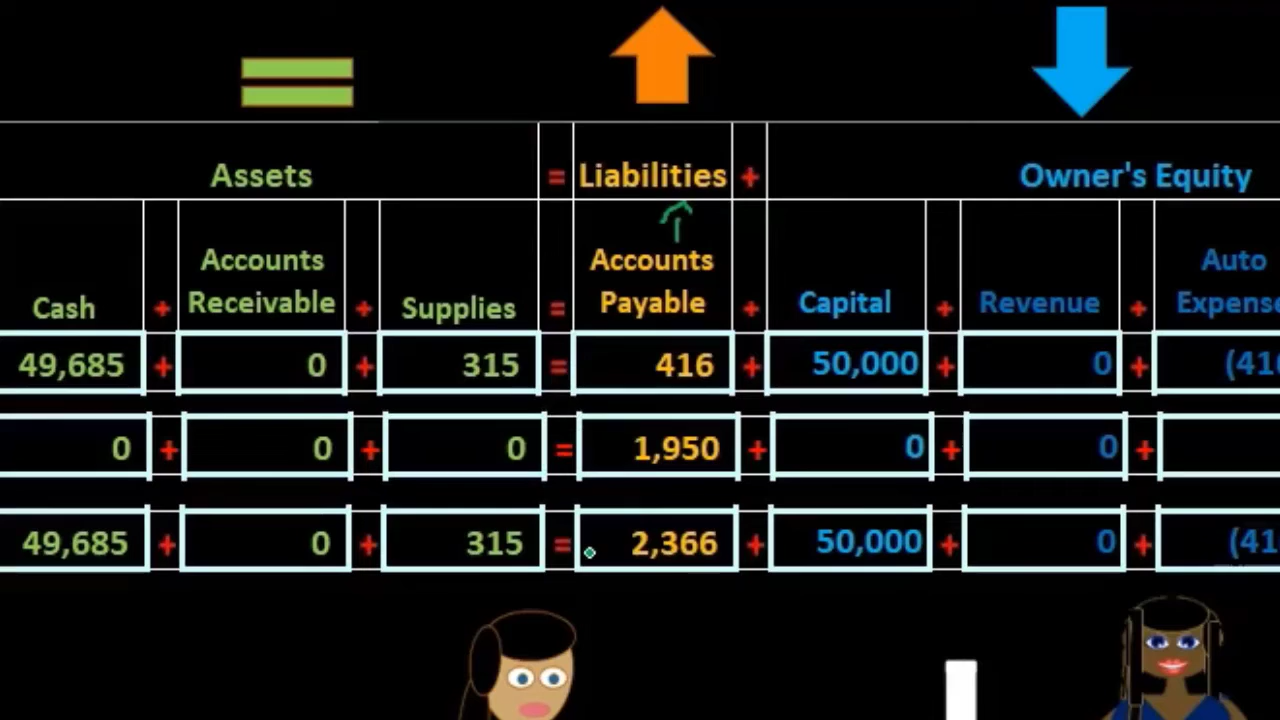 Assets = Liabilities + Owner's Equity
Cash + Accounts Receivable + Supplies = Accounts Payable + Capital + Revenue + Auto
49,685 + 0 + 315 = 416 + 50,000 + 0 +
0 + 0 + 0 = 1,950 + 0 + 0 +
49,685 + 0 + 315 = 2,366 + 50,000 + 0 +